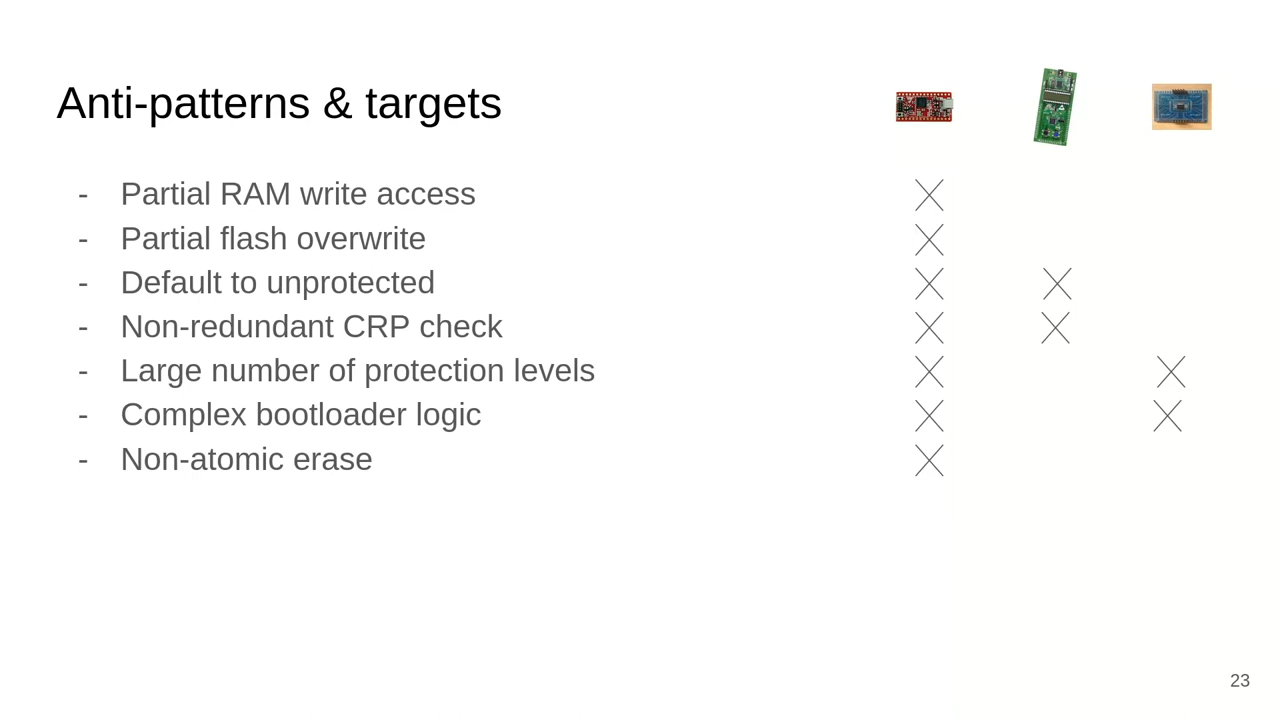 Anti-patterns & targets
- Partial RAM write access
- Partial flash overwrite
- Default to unprotected
- Non-redundant CRP check
- Large number of protection levels
- Complex bootloader logic
- Non-atomic erase
23